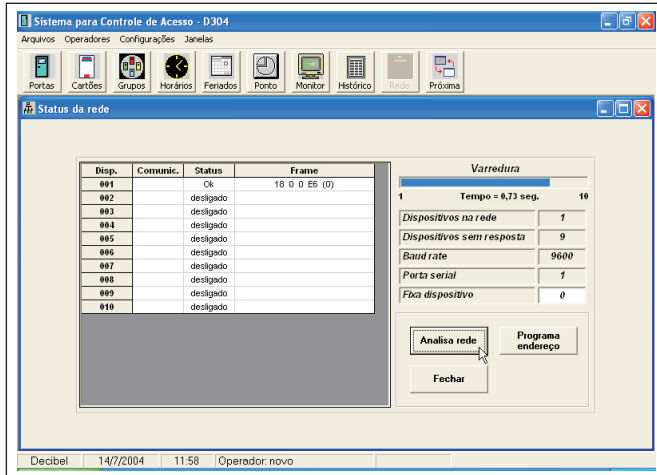 Sistema para Controle de Acesso - D304
Arquivos Operadores Configurações Janelas
Portas Cartões Grupos Horários Feriados Ponto Monitor Histórico Rede Próxima
Status da rede
Disp. Comunic. Status Frame
001 Ok 18 0 0 E6 (0)
002 desligado
003 desligado
004 desligado
005 desligado
006 desligado
007 desligado
008 desligado
009 desligado
010 desligado
Varredura
1 Tempo = 0,73 seg. 10
Dispositivos na rede 1
Dispositivos sem resposta 9
Baud rate 9600
Porta serial 1
Fixa dispositivo 0
Analisa rede
Programa
endereço
Fechar
Decibel 14/7/2004 11:58 Operador: novo